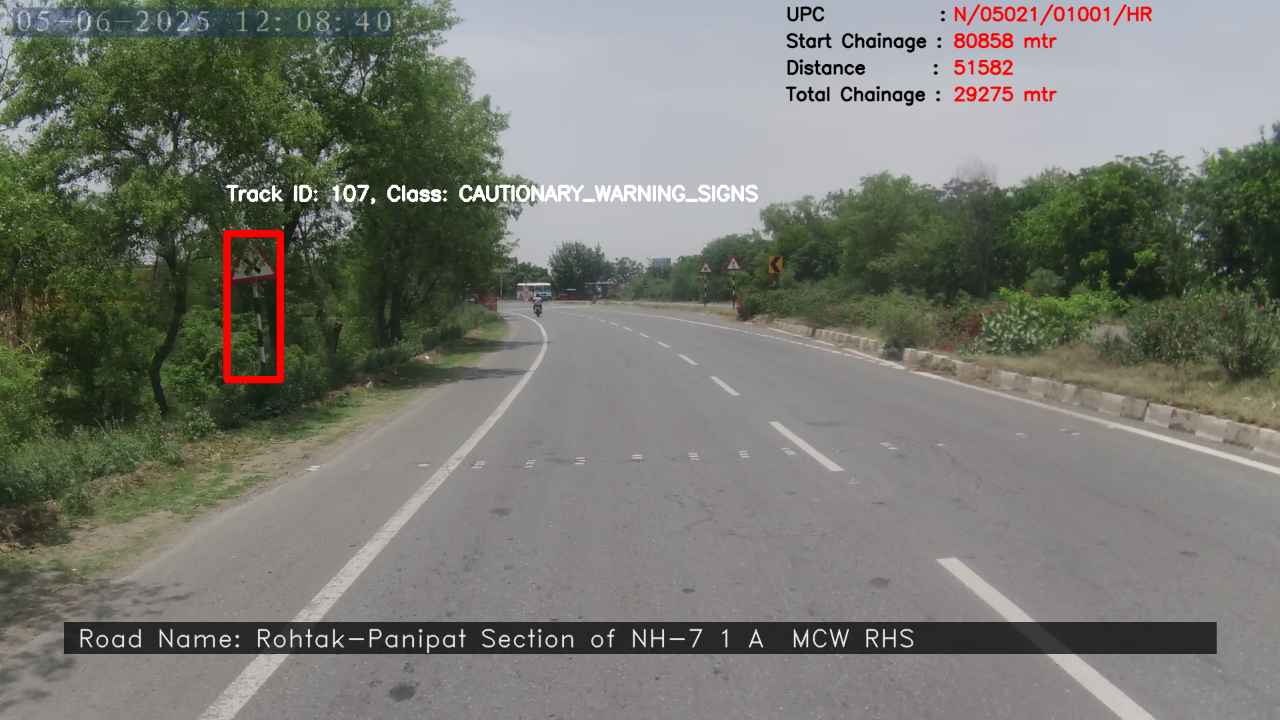 05-06-2025 12:08:40
UPC : N/05021/01001/HR
Start Chainage : 80858 mtr
Distance : 51582
Total Chainage : 29275 mtr
Track ID: 107, Class: CAUTIONARY_WARNING_SIGNS
Road Name: Rohtak-Panipat Section of NH-7 1 A MCW RHS